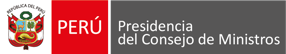 REPÚBLICA DEL PERÚ
PERÚ
Presidencia
del Consejo de Ministros